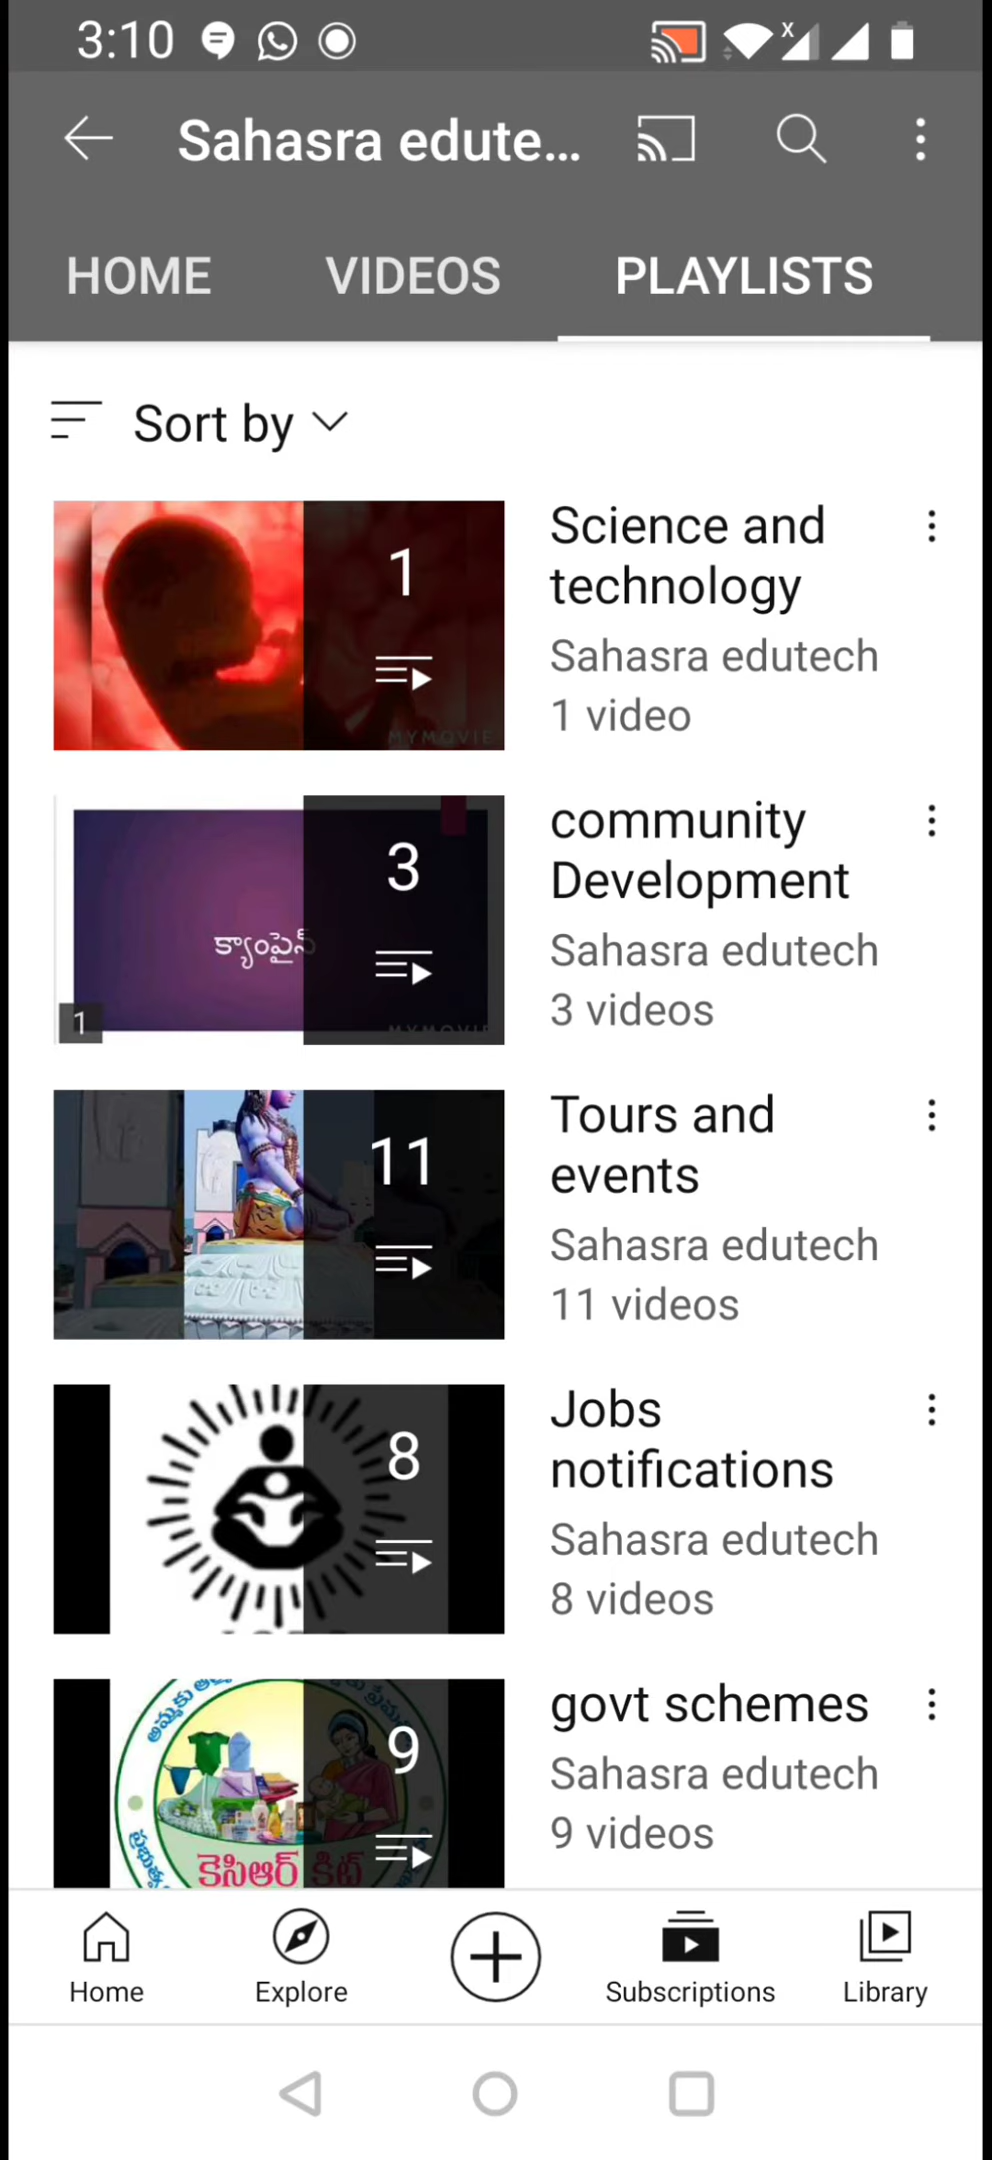 3:10
Sahasra edute...
HOME VIDEOS PLAYLISTS
Sort by
1
MYMOVIE
Science and
technology
Sahasra edutech
1 video
3
క్యాంపైన్
1
MYMOVIE
community
Development
Sahasra edutech
3 videos
11
Tours and
events
Sahasra edutech
11 videos
8
Jobs
notifications
Sahasra edutech
8 videos
9
కెసిఆర్ కిట్
govt schemes
Sahasra edutech
9 videos
Home Explore Subscriptions Library